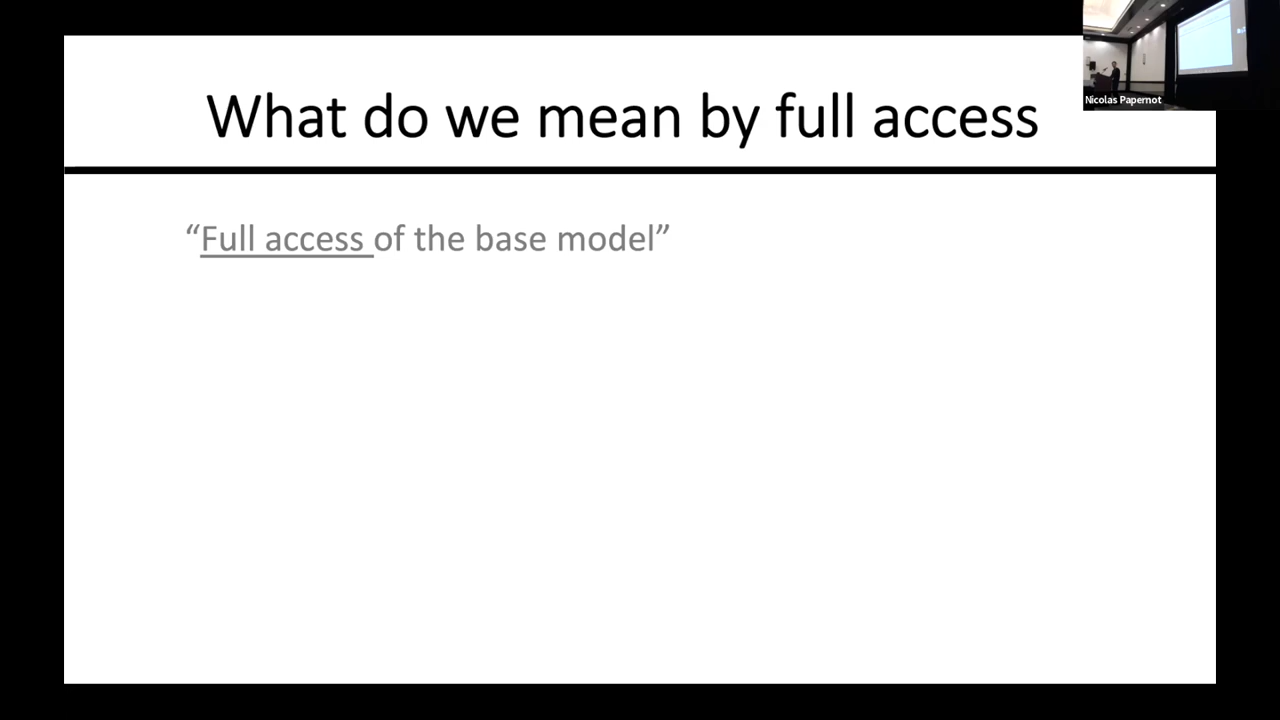 What do we mean by full access
Nicolas Papernot
“Full access of the base model”